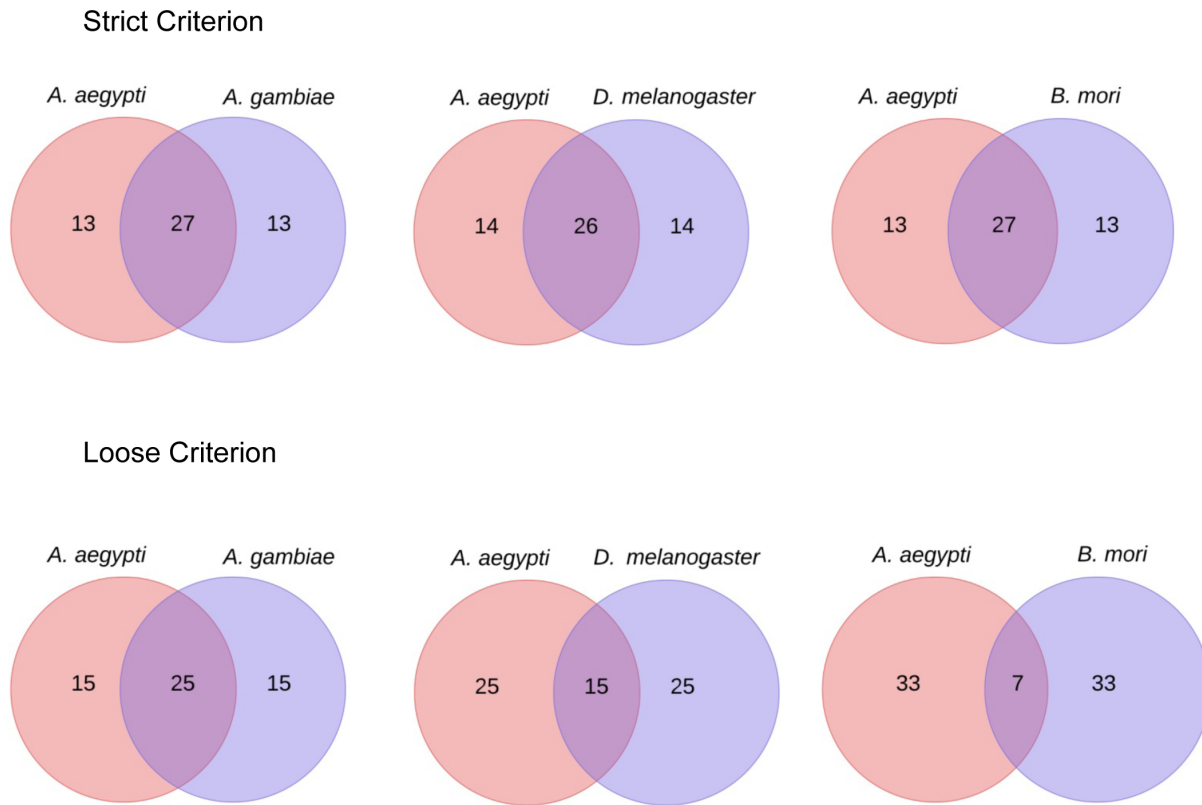 Strict Criterion
A. aegypti A. gambiae
13 27 13
A. aegypti D. melanogaster
14 26 14
A. aegypti B. mori
13 27 13
Loose Criterion
A. aegypti A. gambiae
15 25 15
A. aegypti D. melanogaster
25 15 25
A. aegypti B. mori
33 7 33